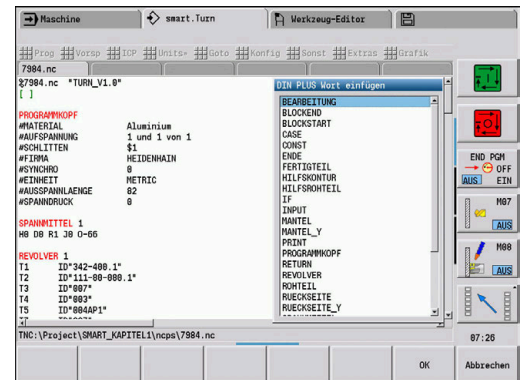 Maschine
smart.Turn
Werkzeug-Editor
Prog
Vorsp
ICP
Units»
Goto
Konfig
Sonst
Extras
Grafik
7984.nc
%7984.nc "TURN_V1.0"
[ ]
PROGRAMMKOPF
#MATERIAL Aluminium
#AUFSPANNUNG 1 und 1 von 1
#SCHLITTEN $1
#FIRMA HEIDENHAIN
#SYNCHRO 0
#EINHEIT METRIC
#AUSSPANNLAENGE 82
#SPANNDRUCK 0
SPANNMITTEL 1
H0 D0 R1 J0 O-66
REVOLVER 1
T1 ID"342-400.1"
T2 ID"111-80-080.1"
T3 ID"007"
T4 ID"003"
T5 ID"004AP1"
DIN PLUS Wort einfügen
BEARBEITUNG
BLOCKEND
BLOCKSTART
CASE
CONST
ENDE
FERTIGTEIL
HILFSKONTUR
HILFSROHTEIL
IF
INPUT
MANTEL
MANTEL_Y
PRINT
PROGRAMMKOPF
RETURN
REVOLVER
ROHTEIL
RUECKSEITE
RUECKSEITE_Y
TNC:\Project\SMART_KAPITEL1\ncps\7984.nc
END PGM
OFF
AUS EIN
M07
AUS
M08
AUS
07:26
OK
Abbrechen